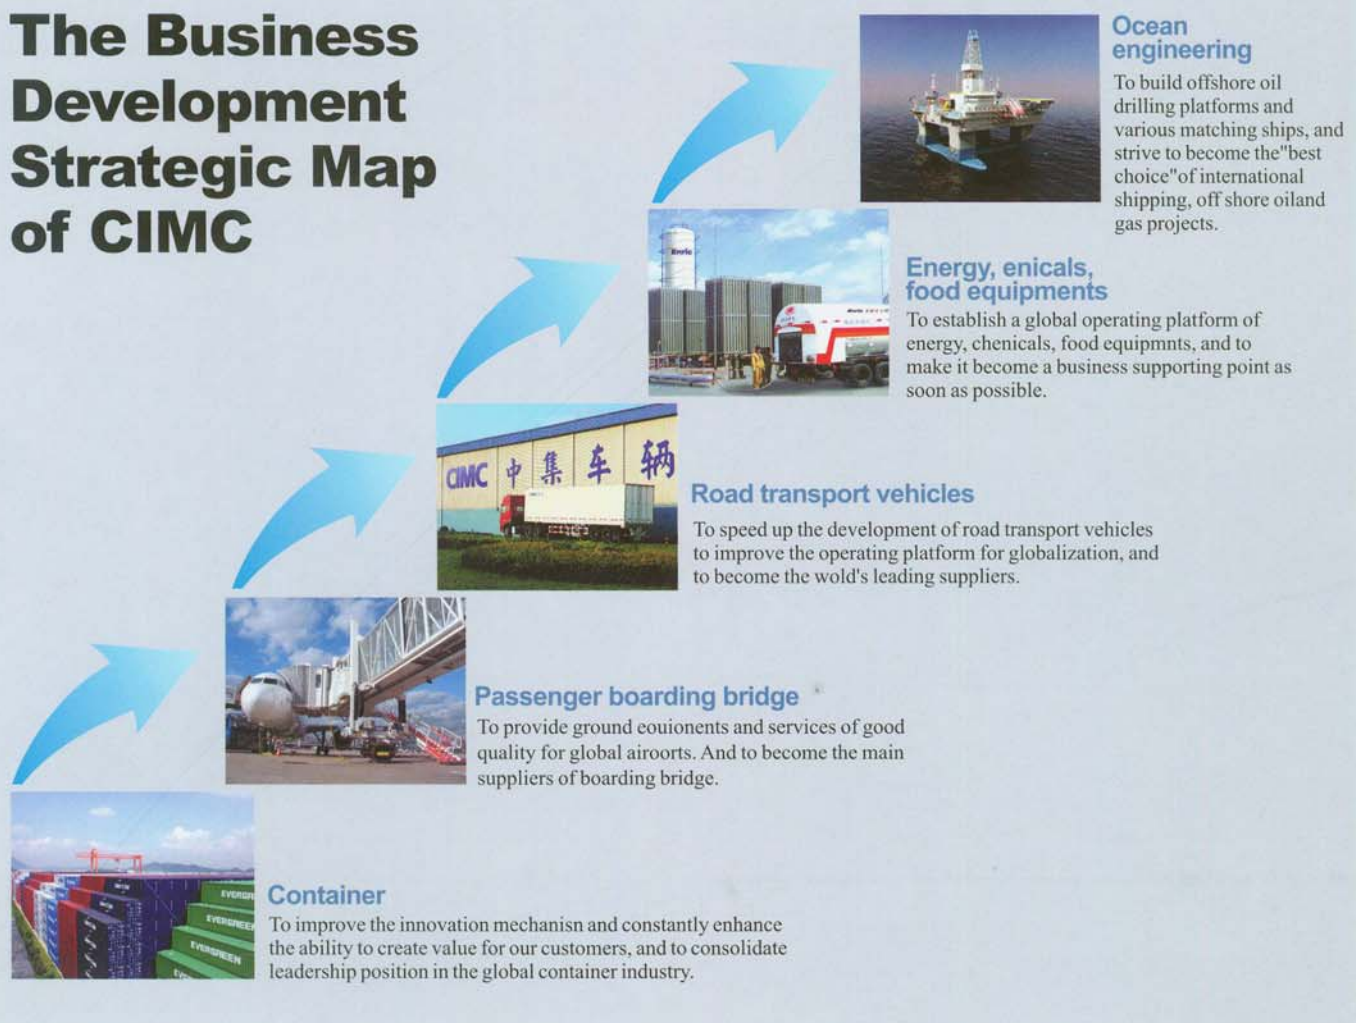 The Business
Development
Strategic Map
of CIMC
Ocean
engineering
To build offshore oil
drilling platforms and
various matching ships, and
strive to become the"best
choice"of international
shipping, off shore oiland
gas projects.
Enric
Energy, enicals,
food equipments
To establish a global operating platform of
energy, chenicals, food equipmnts, and to
make it become a business supporting point as
soon as possible.
CIMC 中集车辆
Road transport vehicles
To speed up the development of road transport vehicles
to improve the operating platform for globalization, and
to become the wold's leading suppliers.
Passenger boarding bridge
To provide ground eouionents and services of good
quality for global airoorts. And to become the main
suppliers of boarding bridge.
EVERGR
EVERGREE
EVERGREEN
EV
Container
To improve the innovation mechanisn and constantly enhance
the ability to create value for our customers, and to consolidate
leadership position in the global container industry.